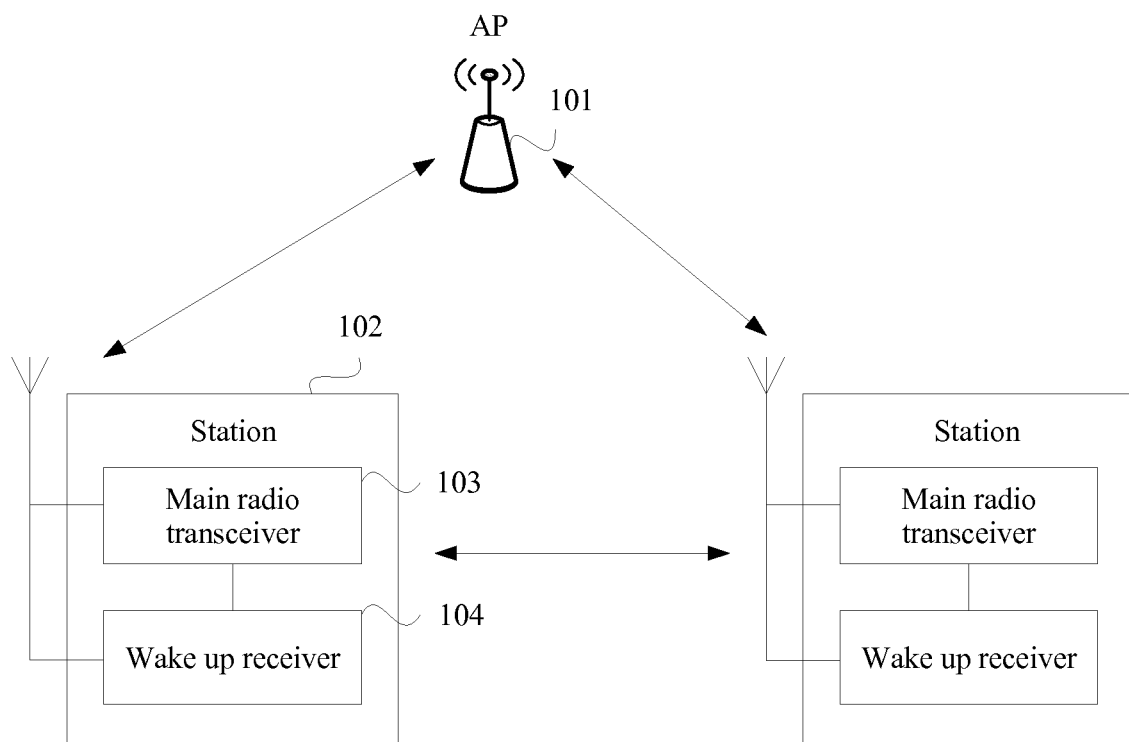 AP
101
102
Station
Station
Main radio
transceiver
103
Main radio
transceiver
Wake up receiver
104
Wake up receiver